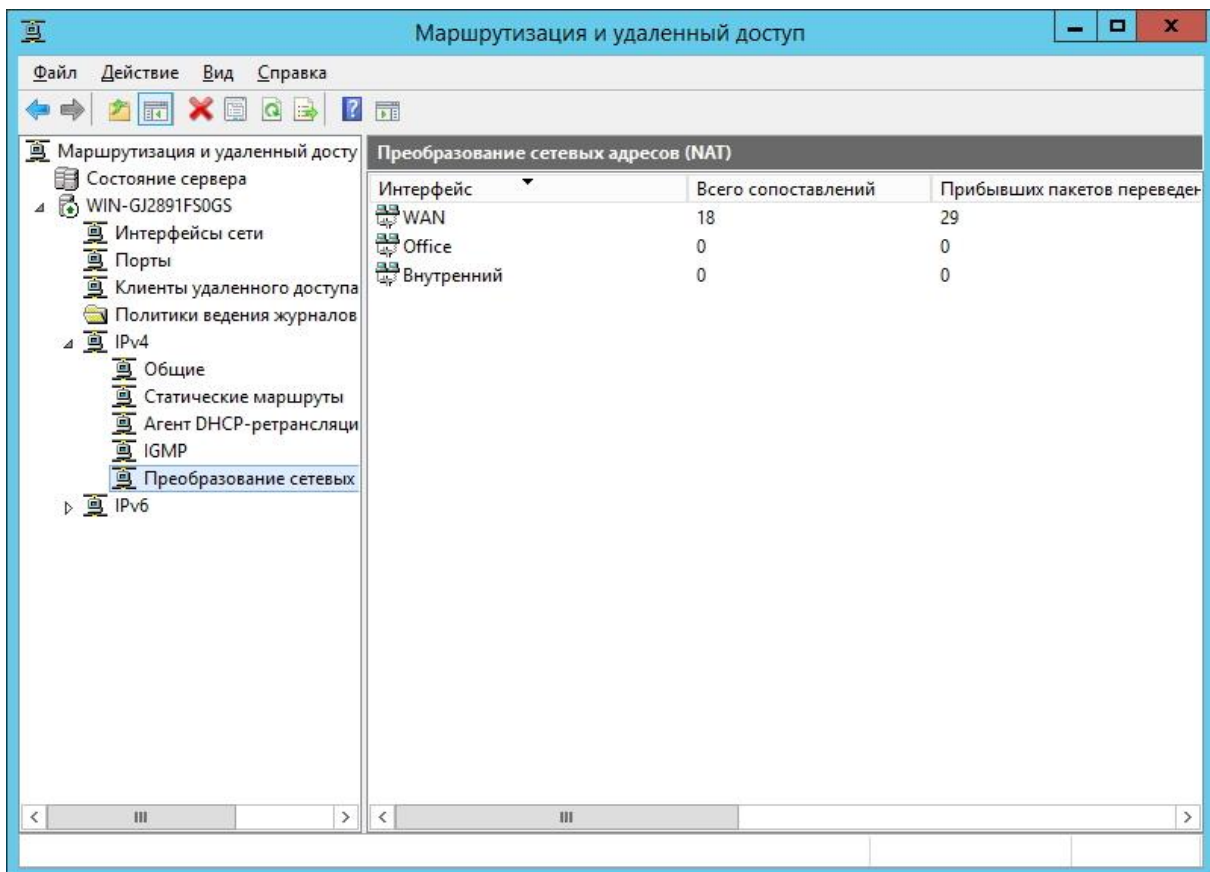 Маршрутизация и удаленный доступ
Файл Действие Вид Справка
Маршрутизация и удаленный досту
Состояние сервера
WIN-GJ2891FS0GS
Интерфейсы сети
Порты
Клиенты удаленного доступа
Политики ведения журналов
IPv4
Общие
Статические маршруты
Агент DHCP-ретрансляци
IGMP
Преобразование сетевых
IPv6
Преобразование сетевых адресов (NAT)
Интерфейс Всего сопоставлений Прибывших пакетов переведен
WAN 18 29
Office 0 0
Внутренний 0 0